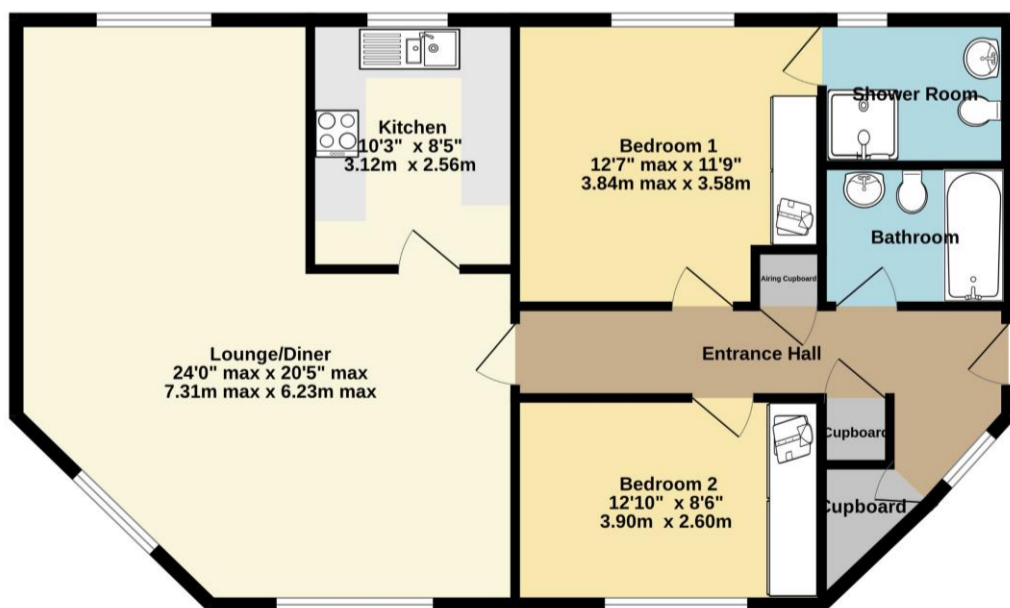 Kitchen
10'3" x 8'5"
3.12m x 2.56m
Bedroom 1
12'7" max x 11'9"
3.84m max x 3.58m
Shower Room
Bathroom
Airing Cupboard
Lounge/Diner
24'0" max x 20'5" max
7.31m max x 6.23m max
Entrance Hall
Cupboard
Bedroom 2
12'10" x 8'6"
3.90m x 2.60m
Cupboard